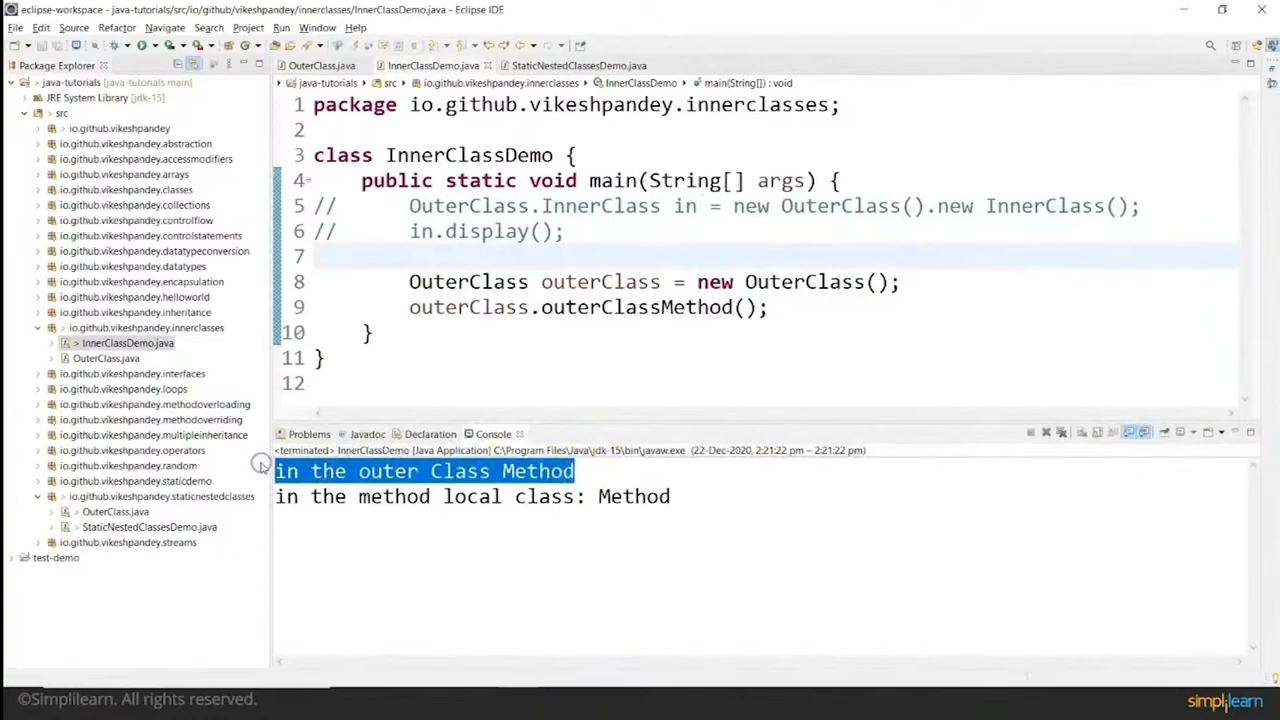 eclipse-workspace - java-tutorials/src/io/github/vikeshpandey/innerclasses/InnerClassDemo.java - Eclipse IDE
File Edit Source Refactor Navigate Search Project Run Window Help
Package Explorer
OuterClass.java
InnerClassDemo.java
StaticNestedClassesDemo.java
java-tutorials [java-tutorials main]
JRE System Library [jdk-15]
src
io.github.vikeshpandey
io.github.vikeshpandey.abstraction
io.github.vikeshpandey.accessmodifiers
io.github.vikeshpandey.arrays
io.github.vikeshpandey.classes
io.github.vikeshpandey.collections
io.github.vikeshpandey.controlflow
io.github.vikeshpandey.controlstatements
io.github.vikeshpandey.datatypeconversion
io.github.vikeshpandey.datatypes
io.github.vikeshpandey.encapsulation
io.github.vikeshpandey.helloworld
io.github.vikeshpandey.inheritance
> io.github.vikeshpandey.innerclasses
> InnerClassDemo.java
OuterClass.java
io.github.vikeshpandey.interfaces
io.github.vikeshpandey.loops
io.github.vikeshpandey.methodoverloading
io.github.vikeshpandey.methodoverriding
io.github.vikeshpandey.multipleinheritance
io.github.vikeshpandey.operators
io.github.vikeshpandey.random
io.github.vikeshpandey.staticdemo
> io.github.vikeshpandey.staticnestedclasses
> OuterClass.java
> StaticNestedClassesDemo.java
io.github.vikeshpandey.streams
test-demo
java-tutorials src io.github.vikeshpandey.innerclasses InnerClassDemo main(String[]) : void
1 package io.github.vikeshpandey.innerclasses;
2
3 class InnerClassDemo {
4 public static void main(String[] args) {
5 // OuterClass.InnerClass in = new OuterClass().new InnerClass();
6 // in.display();
7
8 OuterClass outerClass = new OuterClass();
9 outerClass.outerClassMethod();
10 }
11 }
12
Problems Javadoc Declaration Console
<terminated> InnerClassDemo [Java Application] C:\Program Files\Java\jdk-15\bin\javaw.exe (22-Dec-2020, 2:21:22 pm – 2:21:22 pm)
in the outer Class Method
in the method local class: Method
©Simplilearn. All rights reserved.
simplilearn